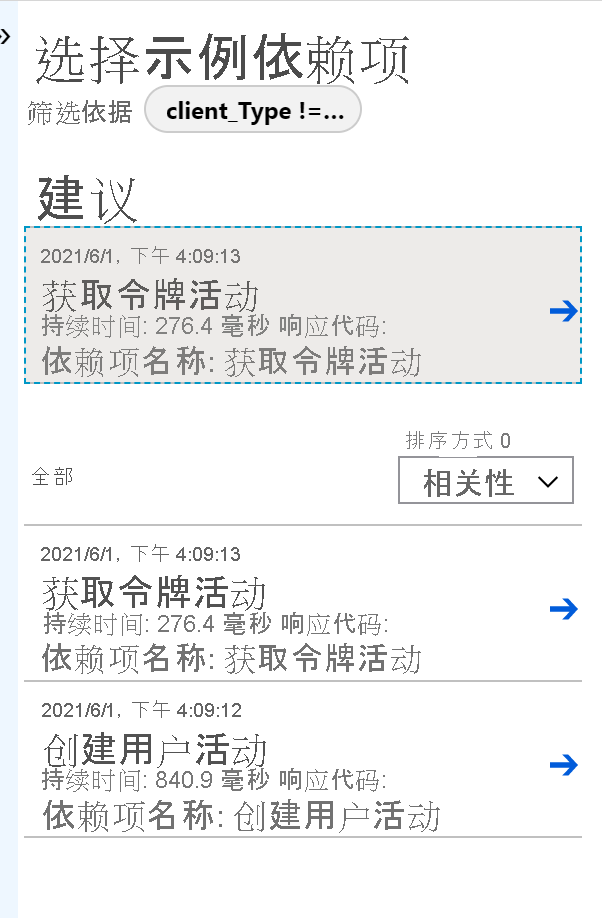 »
选择示例依赖项
筛选依据 client_Type !=...
建议
2021/6/1, 下午 4:09:13
获取令牌活动
持续时间: 276.4 毫秒 响应代码:
依赖项名称: 获取令牌活动
排序方式 0
全部
相关性
2021/6/1, 下午 4:09:13
获取令牌活动
持续时间: 276.4 毫秒 响应代码:
依赖项名称: 获取令牌活动
2021/6/1, 下午 4:09:12
创建用户活动
持续时间: 840.9 毫秒 响应代码:
依赖项名称: 创建用户活动